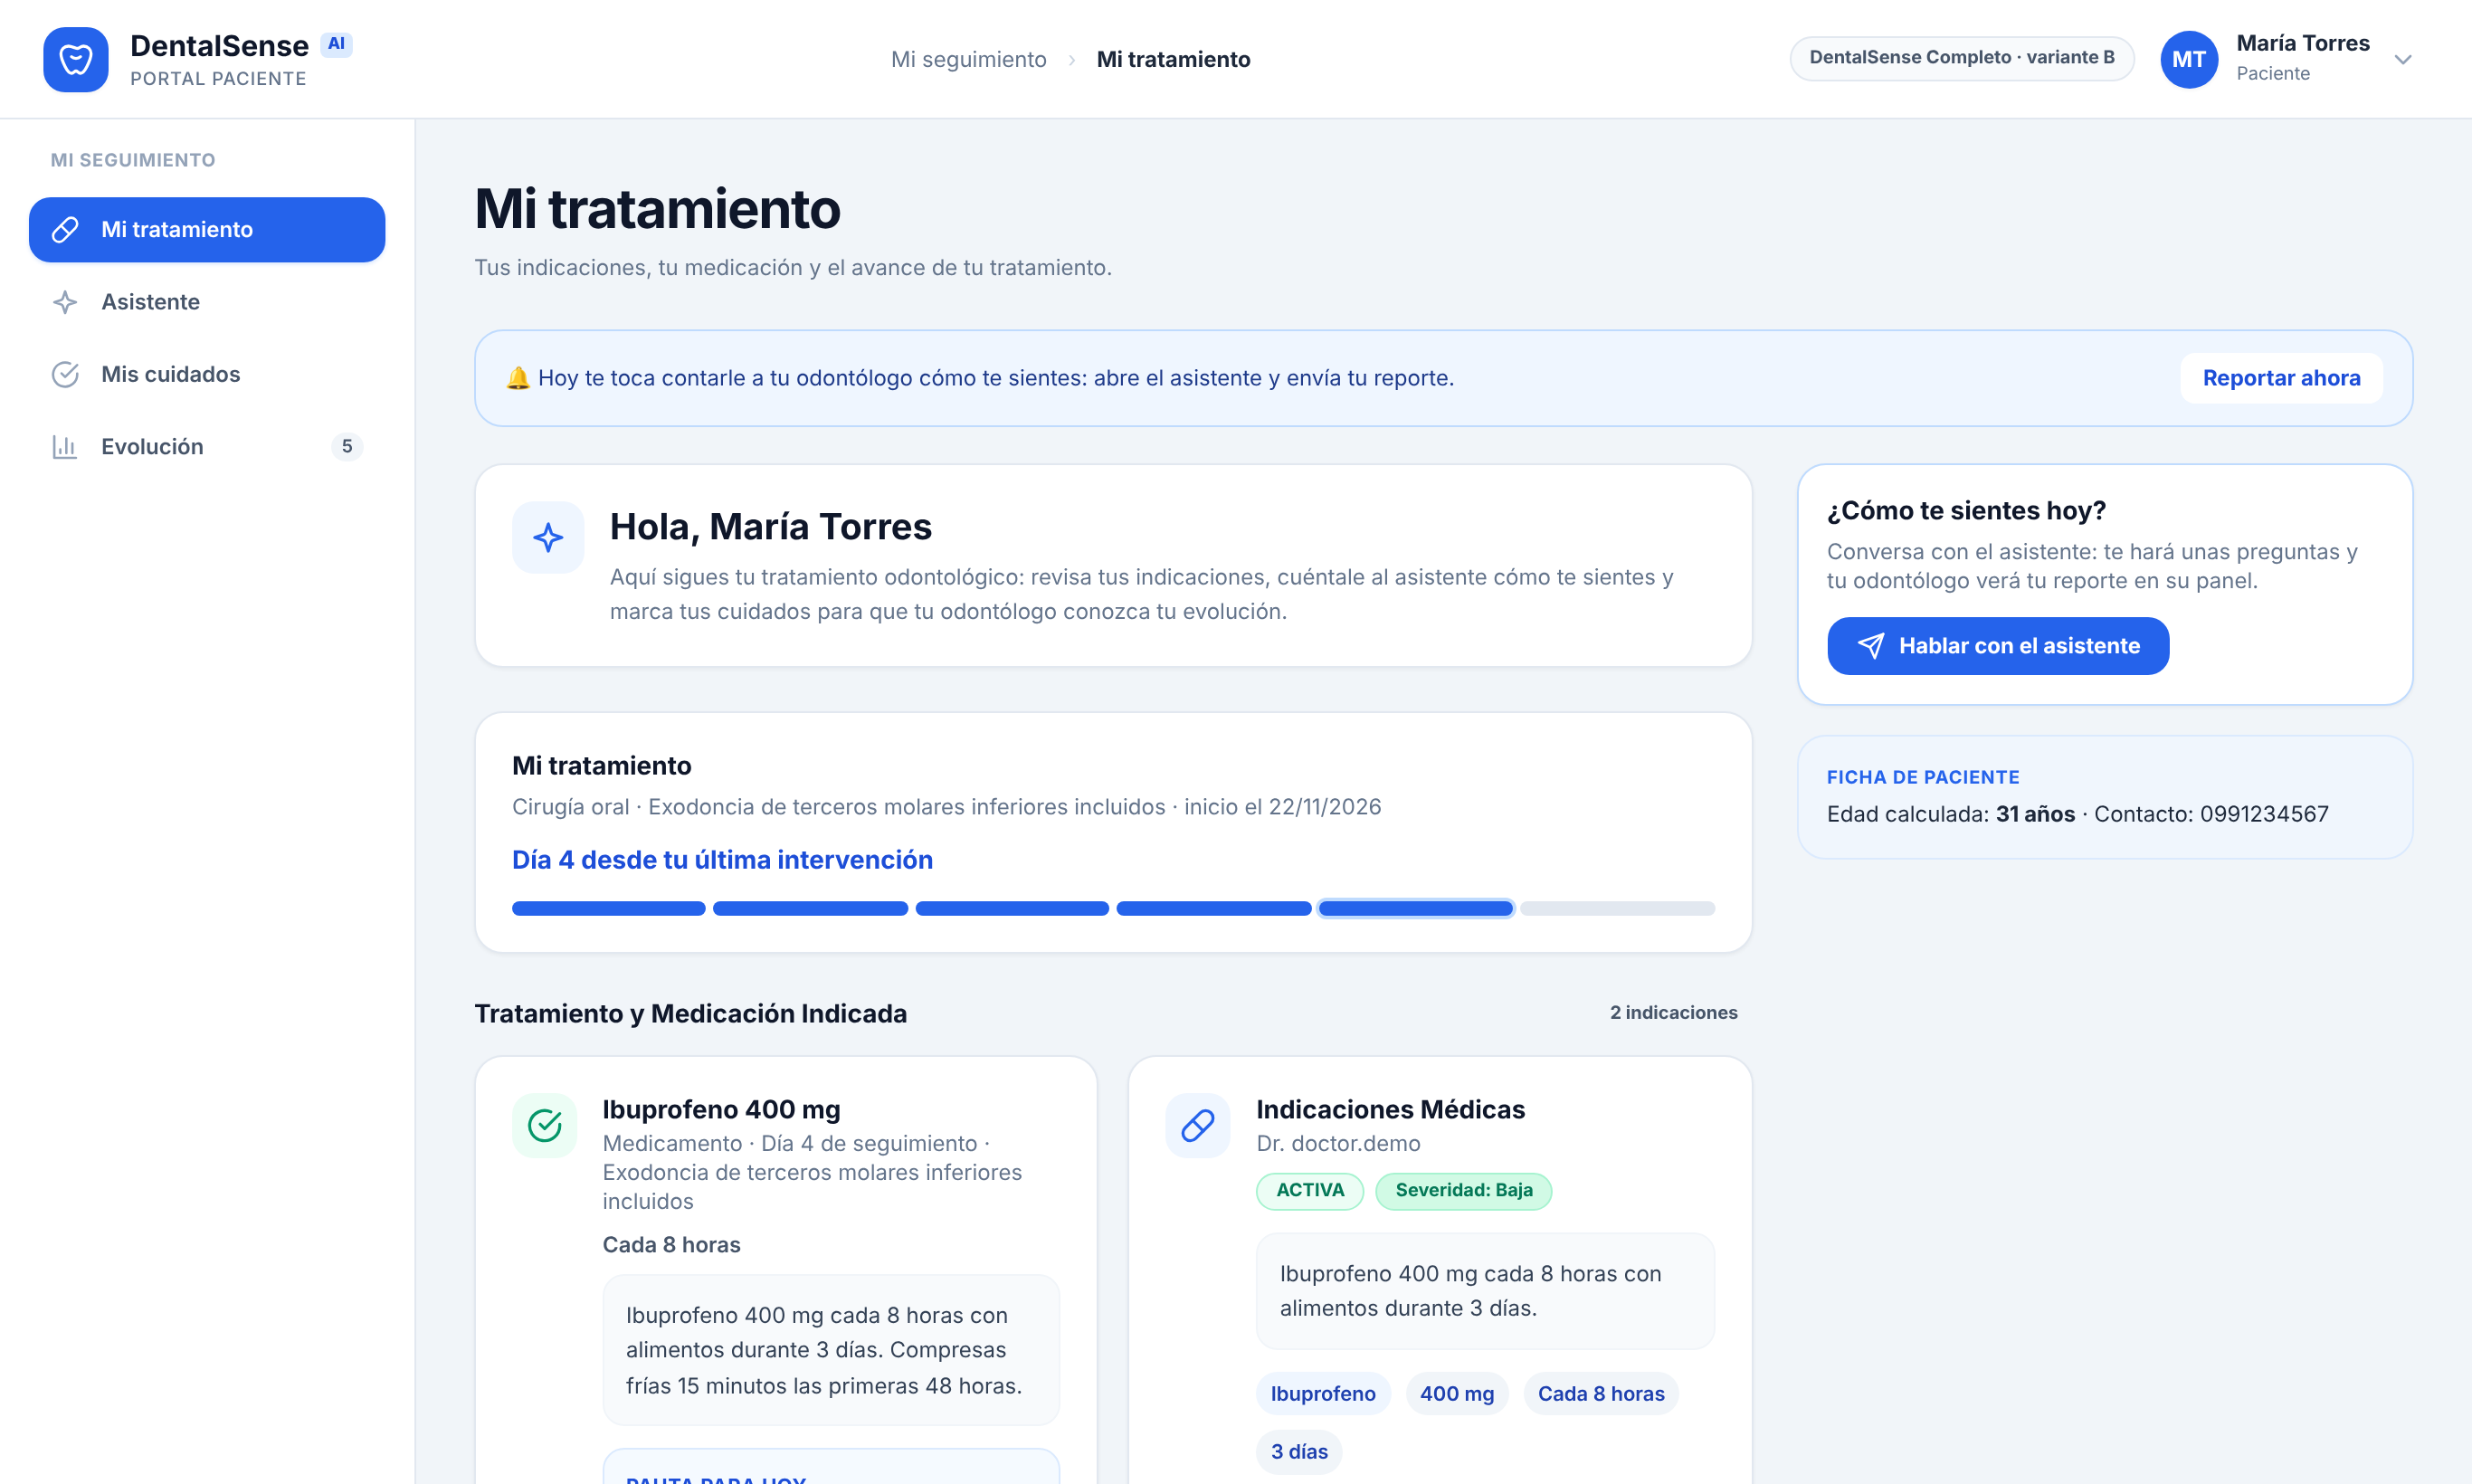 DentalSense AI
PORTAL PACIENTE
Mi seguimiento › Mi tratamiento
DentalSense Completo · variante B
MT
María Torres
Paciente
MI SEGUIMIENTO
Mi tratamiento
Asistente
Mis cuidados
Evolución 5
Mi tratamiento
Tus indicaciones, tu medicación y el avance de tu tratamiento.
🔔 Hoy te toca contarle a tu odontólogo cómo te sientes: abre el asistente y envía tu reporte.
Reportar ahora
Hola, María Torres
Aquí sigues tu tratamiento odontológico: revisa tus indicaciones, cuéntale al asistente cómo te sientes y
marca tus cuidados para que tu odontólogo conozca tu evolución.
¿Cómo te sientes hoy?
Conversa con el asistente: te hará unas preguntas y
tu odontólogo verá tu reporte en su panel.
Hablar con el asistente
FICHA DE PACIENTE
Edad calculada: 31 años · Contacto: 0991234567
Mi tratamiento
Cirugía oral · Exodoncia de terceros molares inferiores incluidos · inicio el 22/11/2026
Día 4 desde tu última intervención
Tratamiento y Medicación Indicada
2 indicaciones
Ibuprofeno 400 mg
Medicamento · Día 4 de seguimiento ·
Exodoncia de terceros molares inferiores
incluidos
Cada 8 horas
Ibuprofeno 400 mg cada 8 horas con
alimentos durante 3 días. Compresas
frías 15 minutos las primeras 48 horas.
PAUTA PARA HOY
Indicaciones Médicas
Dr. doctor.demo
ACTIVA
Severidad: Baja
Ibuprofeno 400 mg cada 8 horas con
alimentos durante 3 días.
Ibuprofeno
400 mg
Cada 8 horas
3 días